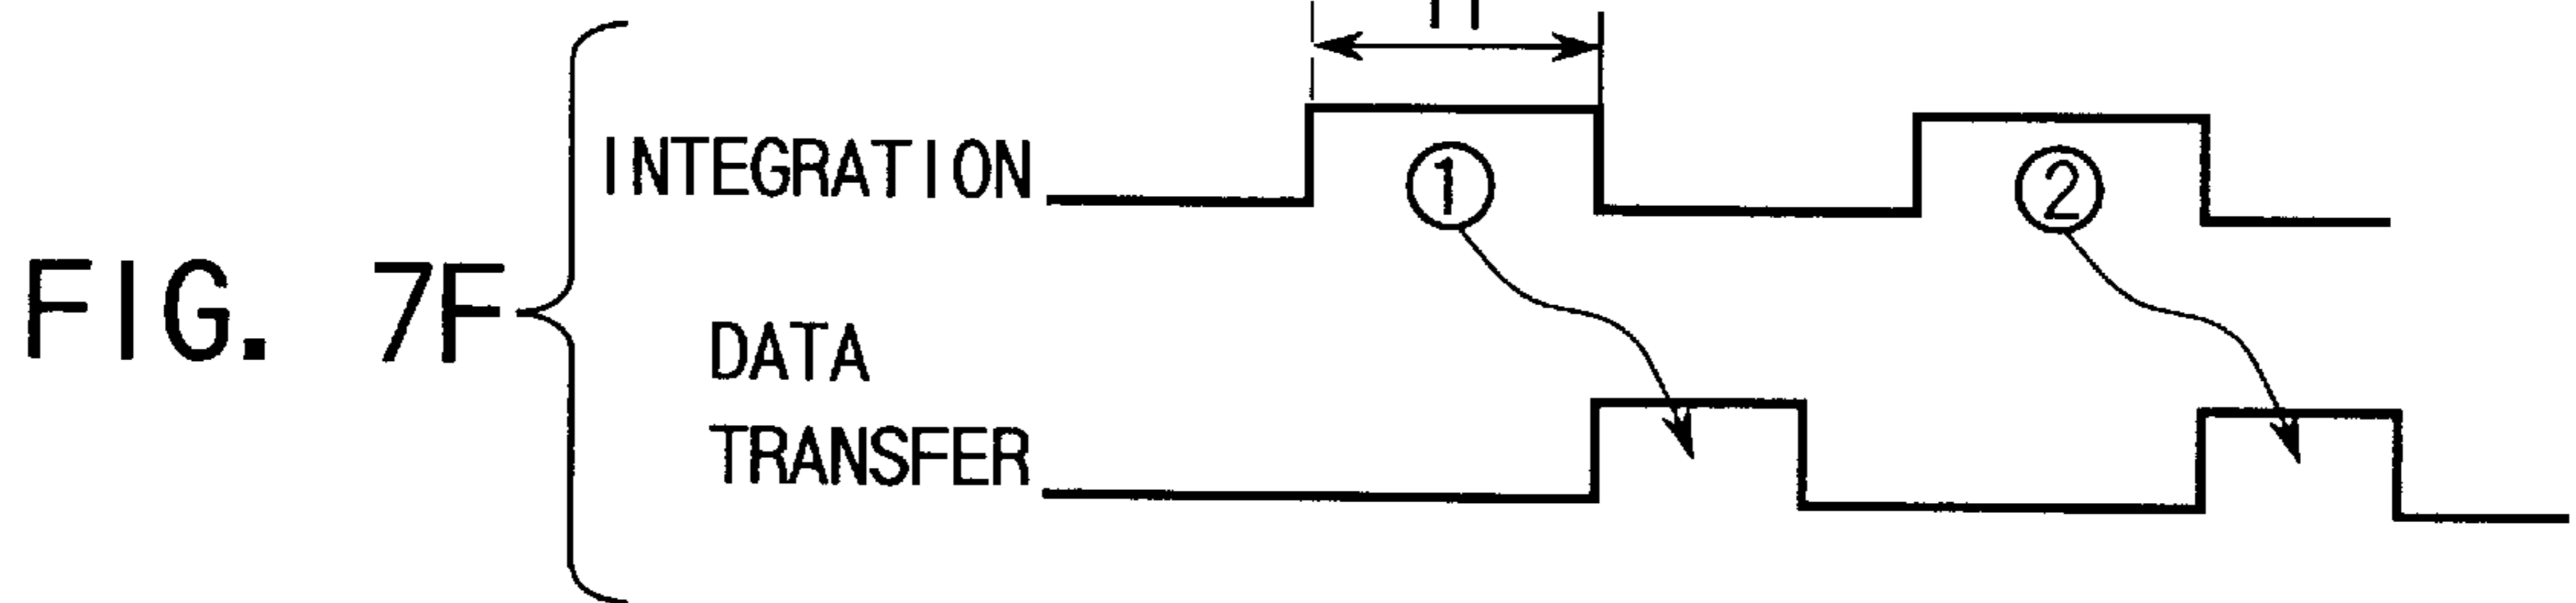 FIG. 7F
INTEGRATION
①
②
DATA
TRANSFER